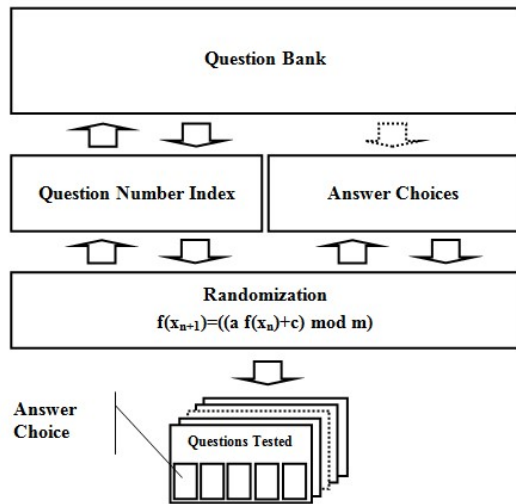 Question Bank
Question Number Index
Answer Choices
Randomization
f(xₙ₊₁)=((a f(xₙ)+c) mod m)
Answer
Choice
Questions Tested